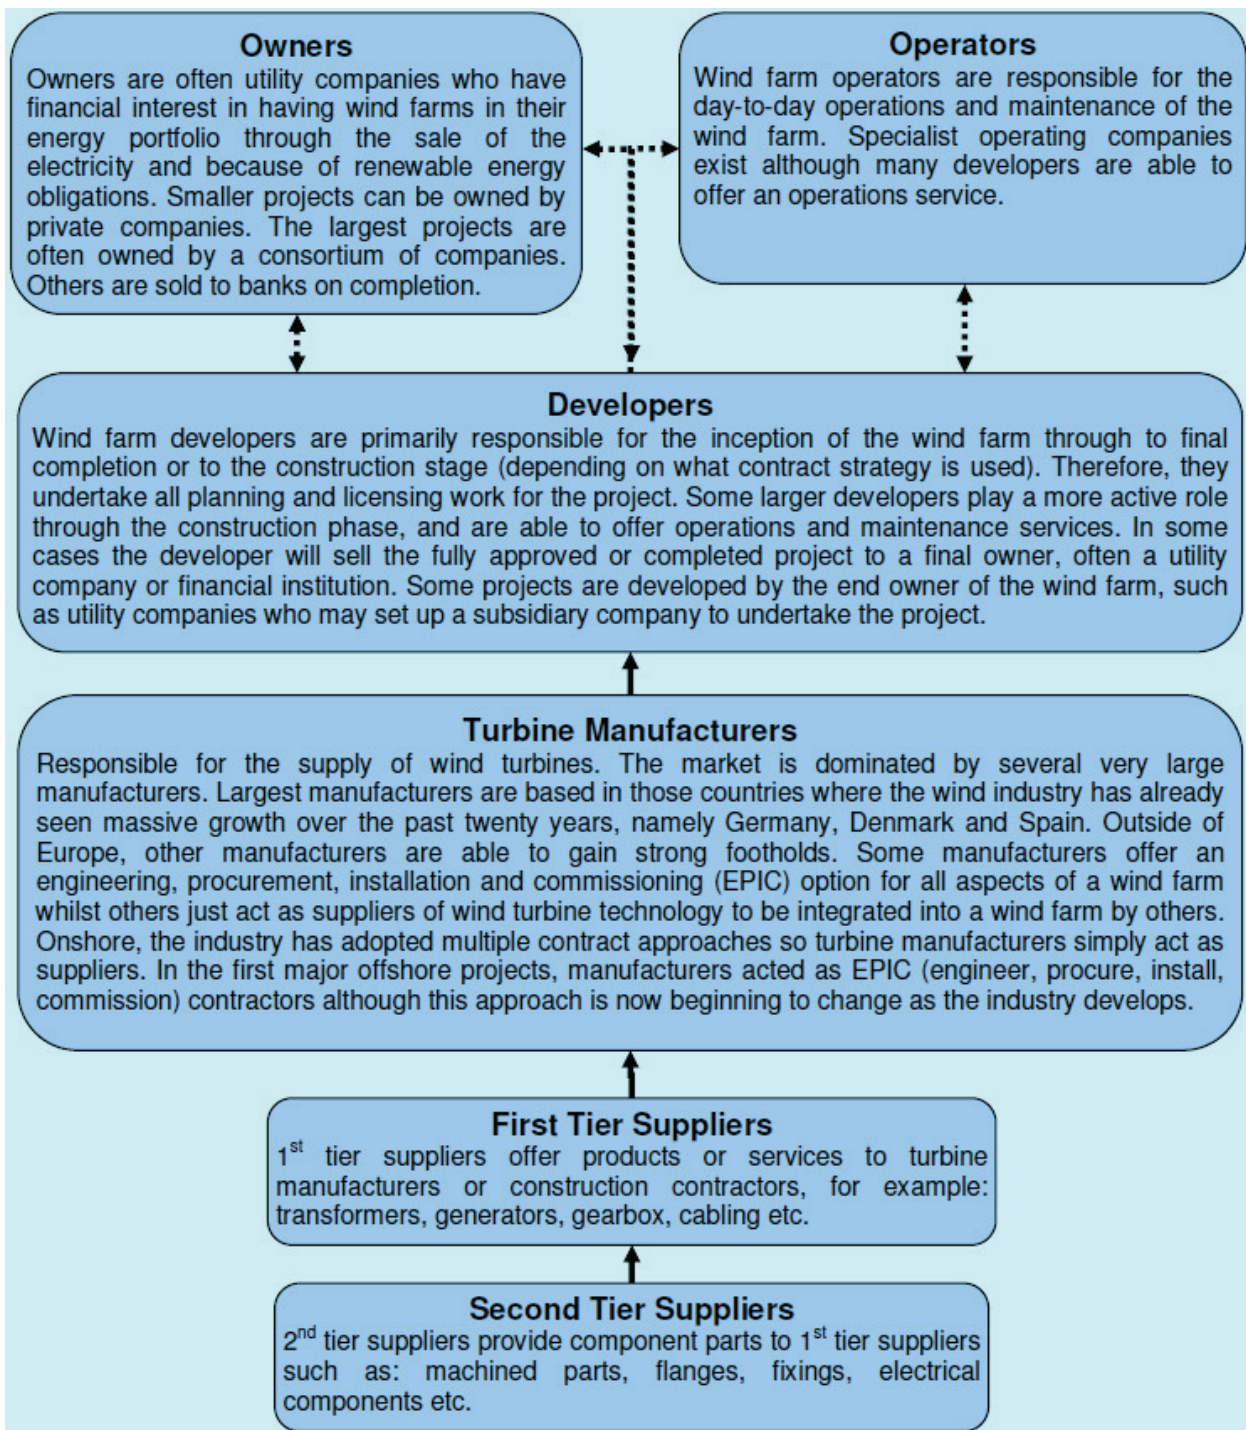 Owners
Owners are often utility companies who have
financial interest in having wind farms in their
energy portfolio through the sale of the
electricity and because of renewable energy
obligations. Smaller projects can be owned by
private companies. The largest projects are
often owned by a consortium of companies.
Others are sold to banks on completion.
Operators
Wind farm operators are responsible for the
day-to-day operations and maintenance of the
wind farm. Specialist operating companies
exist although many developers are able to
offer an operations service.
Developers
Wind farm developers are primarily responsible for the inception of the wind farm through to final
completion or to the construction stage (depending on what contract strategy is used). Therefore, they
undertake all planning and licensing work for the project. Some larger developers play a more active role
through the construction phase, and are able to offer operations and maintenance services. In some
cases the developer will sell the fully approved or completed project to a final owner, often a utility
company or financial institution. Some projects are developed by the end owner of the wind farm, such
as utility companies who may set up a subsidiary company to undertake the project.
Turbine Manufacturers
Responsible for the supply of wind turbines. The market is dominated by several very large
manufacturers. Largest manufacturers are based in those countries where the wind industry has already
seen massive growth over the past twenty years, namely Germany, Denmark and Spain. Outside of
Europe, other manufacturers are able to gain strong footholds. Some manufacturers offer an
engineering, procurement, installation and commissioning (EPIC) option for all aspects of a wind farm
whilst others just act as suppliers of wind turbine technology to be integrated into a wind farm by others.
Onshore, the industry has adopted multiple contract approaches so turbine manufacturers simply act as
suppliers. In the first major offshore projects, manufacturers acted as EPIC (engineer, procure, install,
commission) contractors although this approach is now beginning to change as the industry develops.
First Tier Suppliers
1st tier suppliers offer products or services to turbine
manufacturers or construction contractors, for example:
transformers, generators, gearbox, cabling etc.
Second Tier Suppliers
2nd tier suppliers provide component parts to 1st tier suppliers
such as: machined parts, flanges, fixings, electrical
components etc.